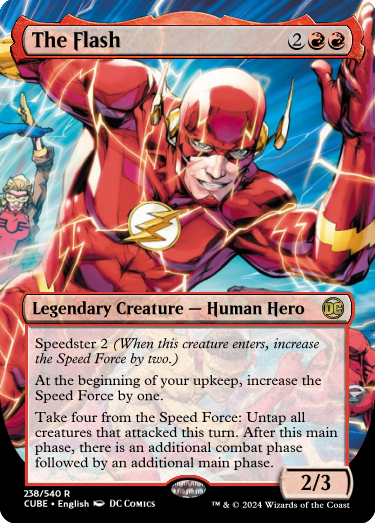 The Flash 2
Legendary Creature — Human Hero DC
Speedster 2 (When this creature enters, increase
the Speed Force by two.)
At the beginning of your upkeep, increase the
Speed Force by one.
Take four from the Speed Force: Untap all
creatures that attacked this turn. After this main
phase, there is an additional combat phase
followed by an additional main phase.
2/3
238/540 R
CUBE • English DC COMICS
™ & © 2024 Wizards of the Coast